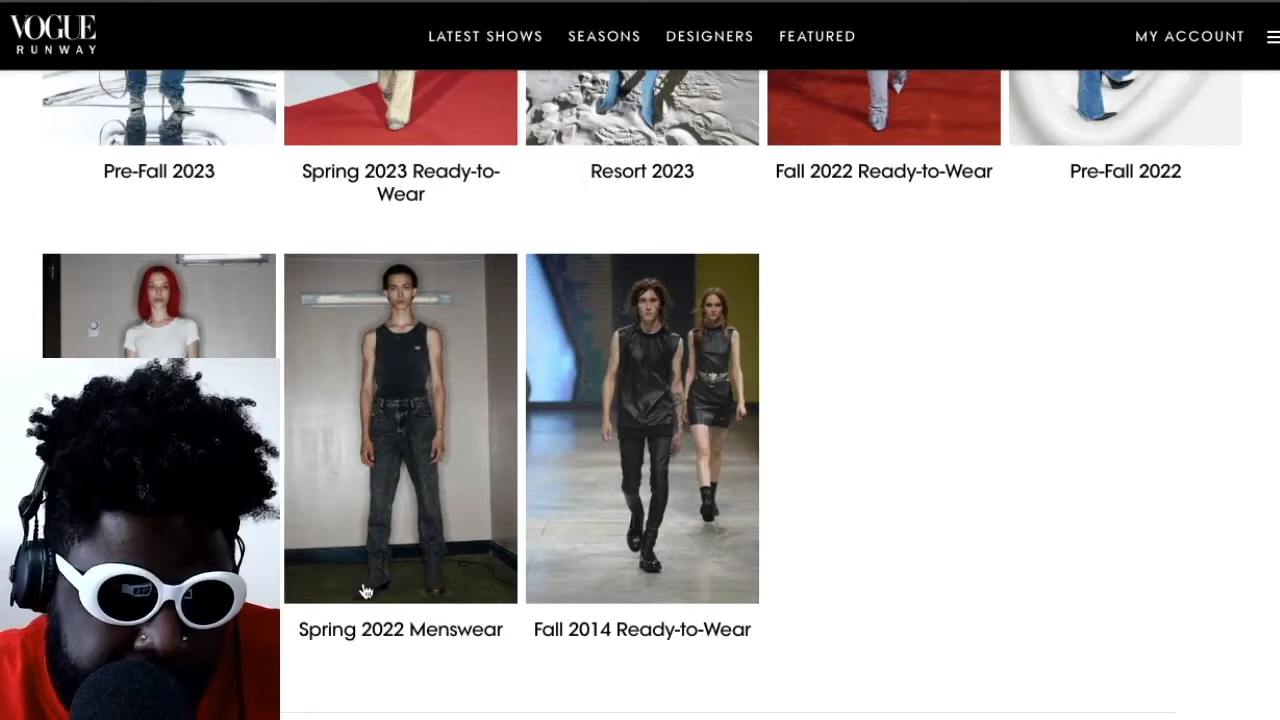 VOGUE
RUNWAY
LATEST SHOWS
SEASONS
DESIGNERS
FEATURED
MY ACCOUNT
Pre-Fall 2023
Spring 2023 Ready-to-
Wear
Resort 2023
Fall 2022 Ready-to-Wear
Pre-Fall 2022
Spring 2022 Menswear
Fall 2014 Ready-to-Wear